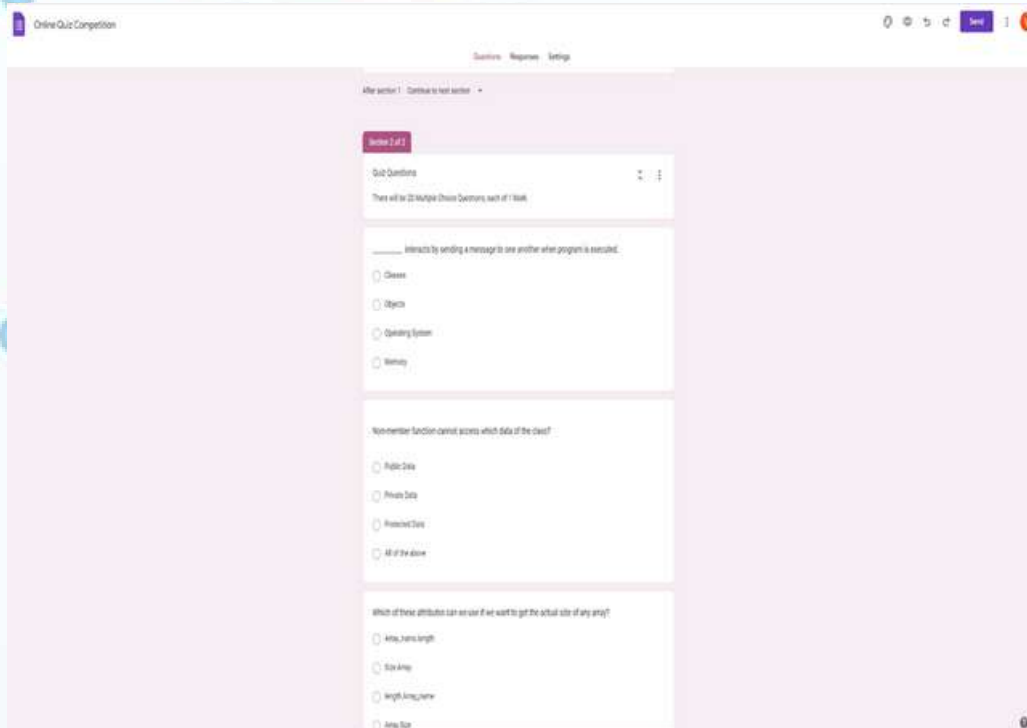 Online Quiz Competition
Send
Questions Responses Settings
After section 1 Continue to next section
Section 2 of 2
Quiz Questions
There will be 20 Multiple Choice Questions, each of 1 Mark
________ interacts by sending a message to one another when program is executed.
Classes
Objects
Operating System
Memory
Non-member function cannot access which data of the class?
Public Data
Private Data
Protected Data
All of the above
Which of these attributes can we use if we want to get the actual size of any array?
Array_name.length
Size Array
length.Array_name
Array.Size